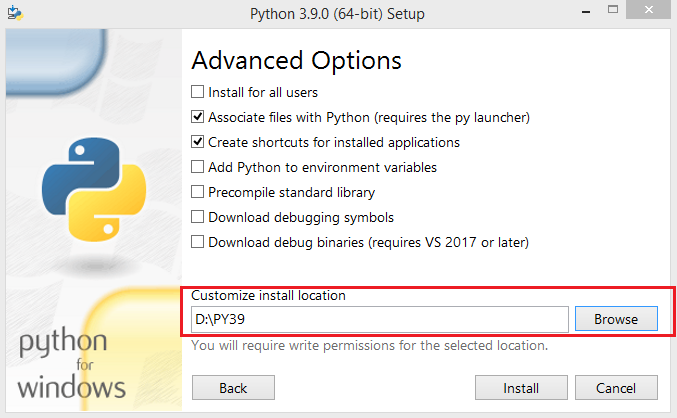 Python 3.9.0 (64-bit) Setup
Advanced Options
Install for all users
Associate files with Python (requires the py launcher)
Create shortcuts for installed applications
Add Python to environment variables
Precompile standard library
Download debugging symbols
Download debug binaries (requires VS 2017 or later)
Customize install location
D:\PY39
Browse
You will require write permissions for the selected location.
python
for
windows
Back
Install
Cancel